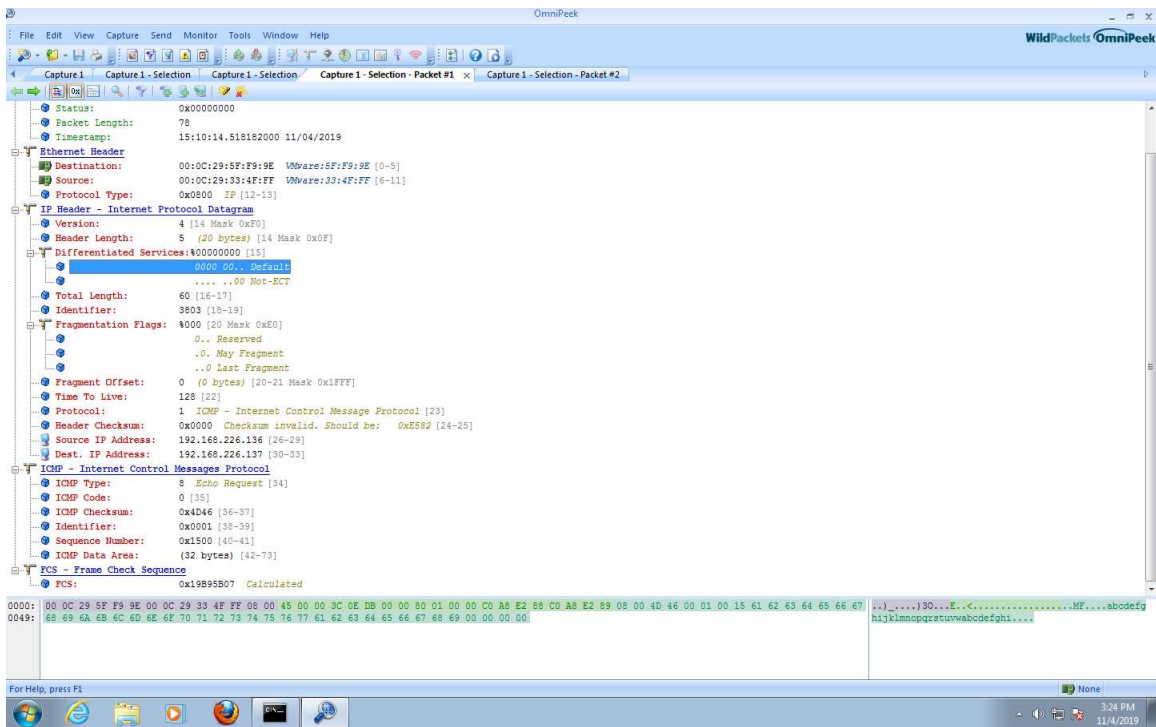 OmniPeek
File Edit View Capture Send Monitor Tools Window Help
WildPackets OmniPeek
Capture 1 Capture 1 - Selection Capture 1 - Selection Capture 1 - Selection - Packet #1 x Capture 1 - Selection - Packet #2
Status: 0x00000000
Packet Length: 78
Timestamp: 15:10:14.518182000 11/04/2019
Ethernet Header
Destination: 00:0C:29:5F:F9:9E VMware:5F:F9:9E [0-5]
Source: 00:0C:29:33:4F:FF VMware:33:4F:FF [6-11]
Protocol Type: 0x0800 IP [12-13]
IP Header - Internet Protocol Datagram
Version: 4 [14 Mask 0xF0]
Header Length: 5 (20 bytes) [14 Mask 0x0F]
Differentiated Services:%00000000 [15]
0000 00.. Default
.... ..00 Not-ECT
Total Length: 60 [16-17]
Identifier: 3803 [18-19]
Fragmentation Flags: %000 [20 Mask 0xE0]
0.. Reserved
.0. May Fragment
..0 Last Fragment
Fragment Offset: 0 (0 bytes) [20-21 Mask 0x1FFF]
Time To Live: 128 [22]
Protocol: 1 ICMP - Internet Control Message Protocol [23]
Header Checksum: 0x0000 Checksum invalid. Should be: 0xE582 [24-25]
Source IP Address: 192.168.226.136 [26-29]
Dest. IP Address: 192.168.226.137 [30-33]
ICMP - Internet Control Messages Protocol
ICMP Type: 8 Echo Request [34]
ICMP Code: 0 [35]
ICMP Checksum: 0x4D46 [36-37]
Identifier: 0x0001 [38-39]
Sequence Number: 0x1500 [40-41]
ICMP Data Area: (32 bytes) [42-73]
FCS - Frame Check Sequence
FCS: 0x19B95B07 Calculated
0000: 00 0C 29 5F F9 9E 00 0C 29 33 4F FF 08 00 45 00 00 3C 0E DB 00 00 80 01 00 00 C0 A8 E2 88 C0 A8 E2 89 08 00 4D 46 00 01 00 15 61 62 63 64 65 66 67 ..)_....)3O...E..<..................MF....abcdefg
0049: 68 69 6A 6B 6C 6D 6E 6F 70 71 72 73 74 75 76 77 61 62 63 64 65 66 67 68 69 00 00 00 00 hijklmnopqrstuvwabcdefghi....
For Help, press F1 None
3:24 PM
11/4/2019